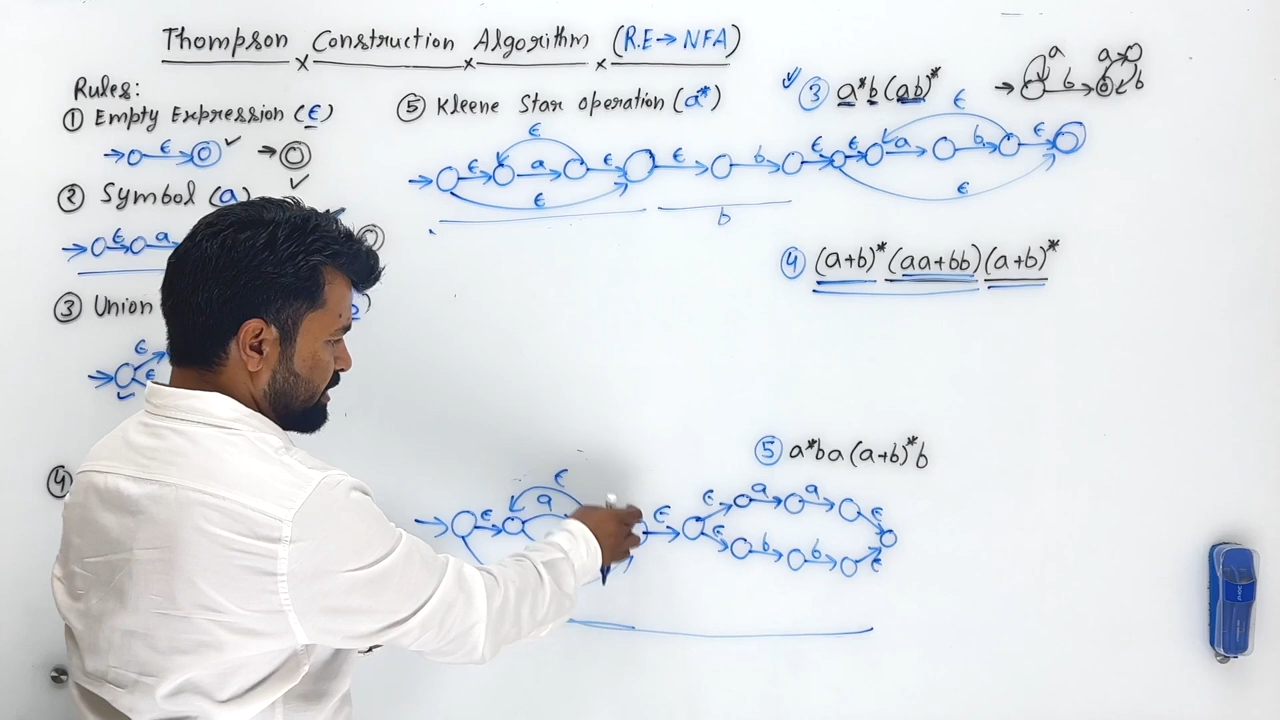 Thompson Construction Algorithm (R.E → NFA)
Rules:
① Empty Expression (ε)
ε
② Symbol (a)
ε a
③ Union
ε
ε
④
⑤ Kleene Star operation (a*)
ε ε a ε ε ε b ε ε a b ε ε ε
b
③ a*b(ab)*
a b a b
④ (a+b)*(aa+bb)(a+b)*
⑤ a*ba(a+b)*b
ε ε a ε ε a a ε
ε b b ε